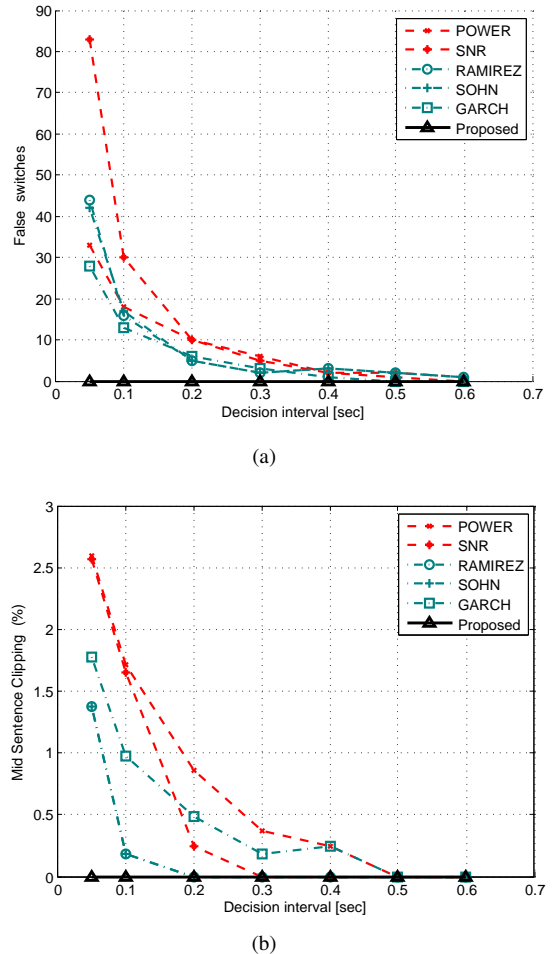 90
80
70
60
50
40
30
20
10
0
False switches
POWER
SNR
RAMIREZ
SOHN
GARCH
Proposed
0 0.1 0.2 0.3 0.4 0.5 0.6 0.7
Decision interval [sec]
(a)
3
2.5
2
1.5
1
0.5
0
Mid Sentence Clipping (%)
POWER
SNR
RAMIREZ
SOHN
GARCH
Proposed
0 0.1 0.2 0.3 0.4 0.5 0.6 0.7
Decision interval [sec]
(b)